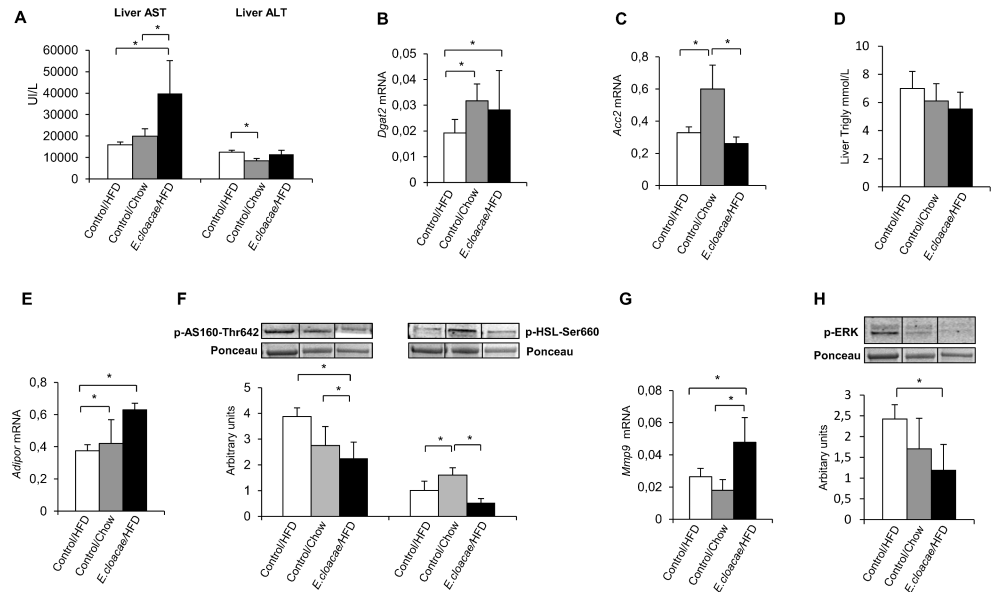 A
Liver AST
Liver ALT
*
*
*
UI/L
60000
50000
40000
30000
20000
10000
0
Control/HFD
Control/Chow
E.cloacae/HFD
Control/HFD
Control/Chow
E.cloacae/HFD
B
*
*
Dgat2 mRNA
0,05
0,04
0,03
0,02
0,01
0,00
Control/HFD
Control/Chow
E.cloacae/HFD
C
*
*
Acc2 mRNA
0,8
0,6
0,4
0,2
0
Control/HFD
Control/Chow
E.cloacae/HFD
D
Liver Trigly mmol/L
10
8
6
4
2
0
Control/HFD
Control/Chow
E.cloacae/HFD
E
*
*
Adipor mRNA
0,8
0,6
0,4
0,2
0
Control/HFD
Control/Chow
E.cloacae/HFD
F
p-AS160-Thr642
Ponceau
p-HSL-Ser660
Ponceau
*
*
*
*
Arbitrary units
5
4
3
2
1
0
Control/HFD
Control/Chow
E.cloacae/HFD
Control/HFD
Control/Chow
E.cloacae/HFD
G
*
*
Mmp9 mRNA
0,08
0,06
0,04
0,02
0
Control/HFD
Control/Chow
E.cloacae/HFD
H
p-ERK
Ponceau
*
Arbitary units
3
2,5
2
1,5
1
0,5
0
Control/HFD
Control/Chow
E.cloacae/HFD